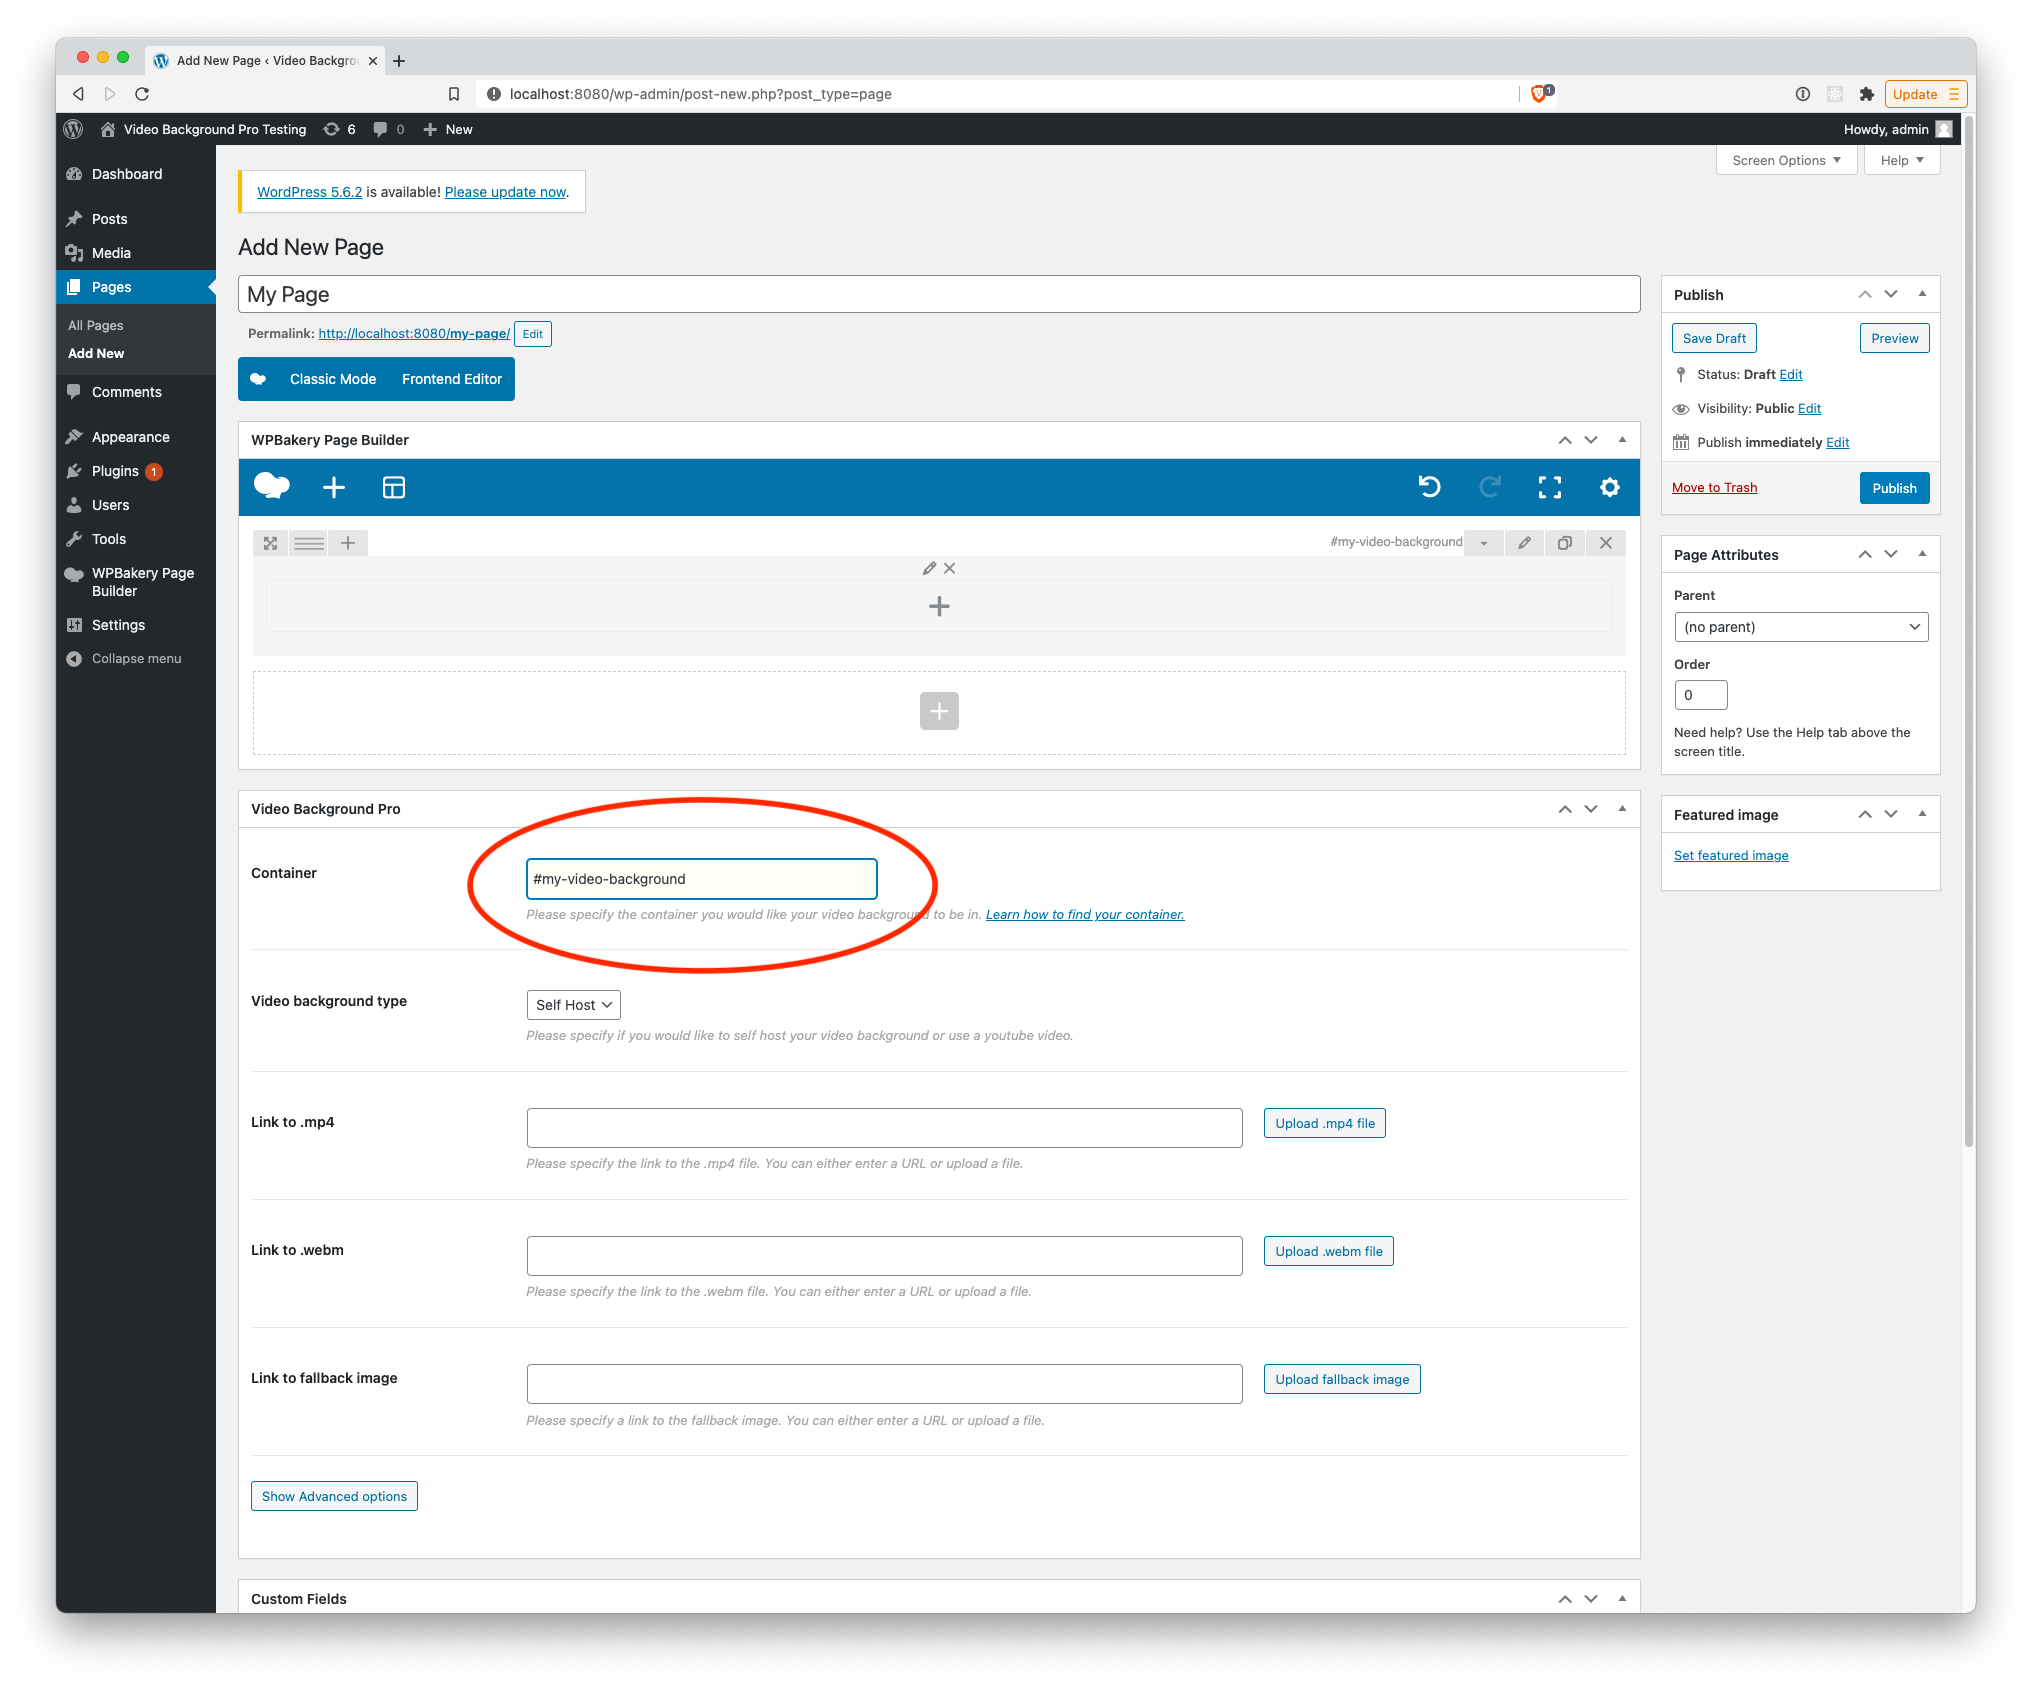 Add New Page ‹ Video Backgrou
localhost:8080/wp-admin/post-new.php?post_type=page
1
Update
Video Background Pro Testing
6
0
New
Howdy, admin
Screen Options
Help
Dashboard
Posts
Media
Pages
All Pages
Add New
Comments
Appearance
Plugins 1
Users
Tools
WPBakery Page
Builder
Settings
Collapse menu
WordPress 5.6.2 is available! Please update now.
Add New Page
My Page
Permalink: http://localhost:8080/my-page/ Edit
Classic Mode Frontend Editor
WPBakery Page Builder
#my-video-background
Video Background Pro
Container
#my-video-background
Please specify the container you would like your video background to be in. Learn how to find your container.
Video background type
Self Host
Please specify if you would like to self host your video background or use a youtube video.
Link to .mp4
Upload .mp4 file
Please specify the link to the .mp4 file. You can either enter a URL or upload a file.
Link to .webm
Upload .webm file
Please specify the link to the .webm file. You can either enter a URL or upload a file.
Link to fallback image
Upload fallback image
Please specify a link to the fallback image. You can either enter a URL or upload a file.
Show Advanced options
Custom Fields
Publish
Save Draft
Preview
Status: Draft Edit
Visibility: Public Edit
Publish immediately Edit
Move to Trash
Publish
Page Attributes
Parent
(no parent)
Order
0
Need help? Use the Help tab above the
screen title.
Featured image
Set featured image